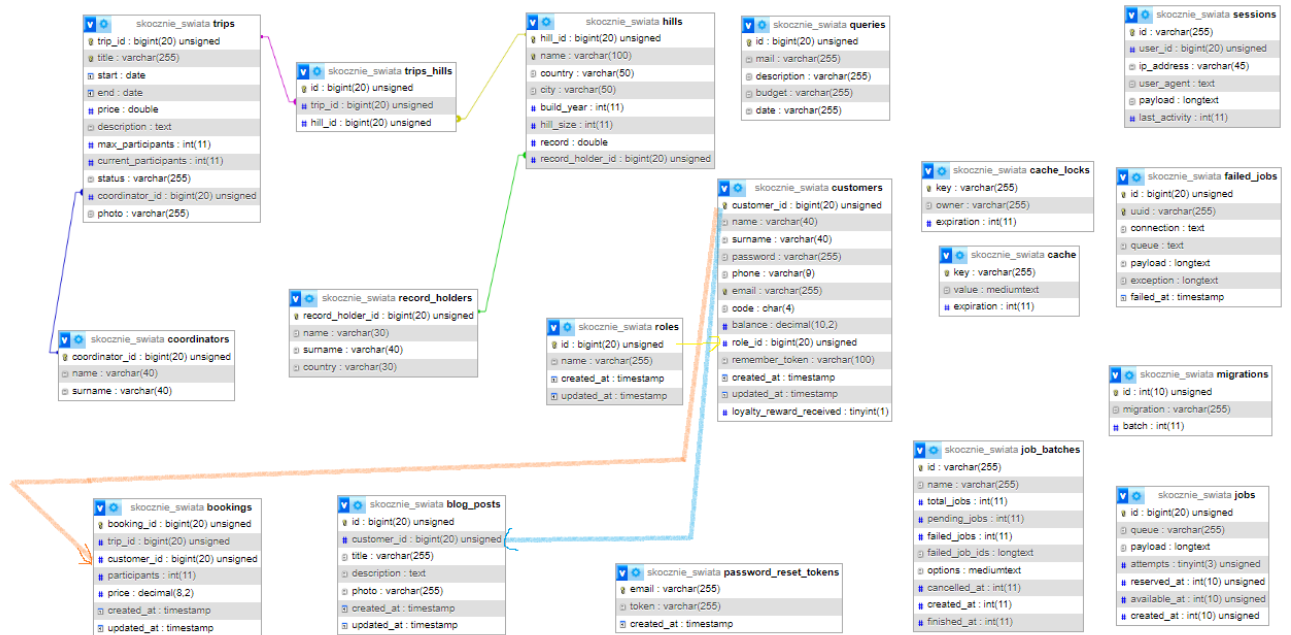 skocznie_swiata trips
trip_id : bigint(20) unsigned
title : varchar(255)
start : date
end : date
price : double
description : text
max_participants : int(11)
current_participants : int(11)
status : varchar(255)
coordinator_id : bigint(20) unsigned
photo : varchar(255)
skocznie_swiata trips_hills
id : bigint(20) unsigned
trip_id : bigint(20) unsigned
hill_id : bigint(20) unsigned
skocznie_swiata hills
hill_id : bigint(20) unsigned
name : varchar(100)
country : varchar(50)
city : varchar(50)
build_year : int(11)
hill_size : int(11)
record : double
record_holder_id : bigint(20) unsigned
skocznie_swiata queries
id : bigint(20) unsigned
mail : varchar(255)
description : varchar(255)
budget : varchar(255)
date : varchar(255)
skocznie_swiata sessions
id : varchar(255)
user_id : bigint(20) unsigned
ip_address : varchar(45)
user_agent : text
payload : longtext
last_activity : int(11)
skocznie_swiata cache_locks
key : varchar(255)
owner : varchar(255)
expiration : int(11)
skocznie_swiata failed_jobs
id : bigint(20) unsigned
uuid : varchar(255)
connection : text
queue : text
payload : longtext
exception : longtext
failed_at : timestamp
skocznie_swiata customers
customer_id : bigint(20) unsigned
name : varchar(40)
surname : varchar(40)
password : varchar(255)
phone : varchar(9)
email : varchar(255)
code : char(4)
balance : decimal(10,2)
role_id : bigint(20) unsigned
remember_token : varchar(100)
created_at : timestamp
updated_at : timestamp
loyalty_reward_received : tinyint(1)
skocznie_swiata cache
key : varchar(255)
value : mediumtext
expiration : int(11)
skocznie_swiata record_holders
record_holder_id : bigint(20) unsigned
name : varchar(30)
surname : varchar(40)
country : varchar(30)
skocznie_swiata roles
id : bigint(20) unsigned
name : varchar(255)
created_at : timestamp
updated_at : timestamp
skocznie_swiata coordinators
coordinator_id : bigint(20) unsigned
name : varchar(40)
surname : varchar(40)
skocznie_swiata migrations
id : int(10) unsigned
migration : varchar(255)
batch : int(11)
skocznie_swiata job_batches
id : varchar(255)
name : varchar(255)
total_jobs : int(11)
pending_jobs : int(11)
failed_jobs : int(11)
failed_job_ids : longtext
options : mediumtext
cancelled_at : int(11)
created_at : int(11)
finished_at : int(11)
skocznie_swiata jobs
id : bigint(20) unsigned
queue : varchar(255)
payload : longtext
attempts : tinyint(3) unsigned
reserved_at : int(10) unsigned
available_at : int(10) unsigned
created_at : int(10) unsigned
skocznie_swiata bookings
booking_id : bigint(20) unsigned
trip_id : bigint(20) unsigned
customer_id : bigint(20) unsigned
participants : int(11)
price : decimal(8,2)
created_at : timestamp
updated_at : timestamp
skocznie_swiata blog_posts
id : bigint(20) unsigned
customer_id : bigint(20) unsigned
title : varchar(255)
description : text
photo : varchar(255)
created_at : timestamp
updated_at : timestamp
skocznie_swiata password_reset_tokens
email : varchar(255)
token : varchar(255)
created_at : timestamp